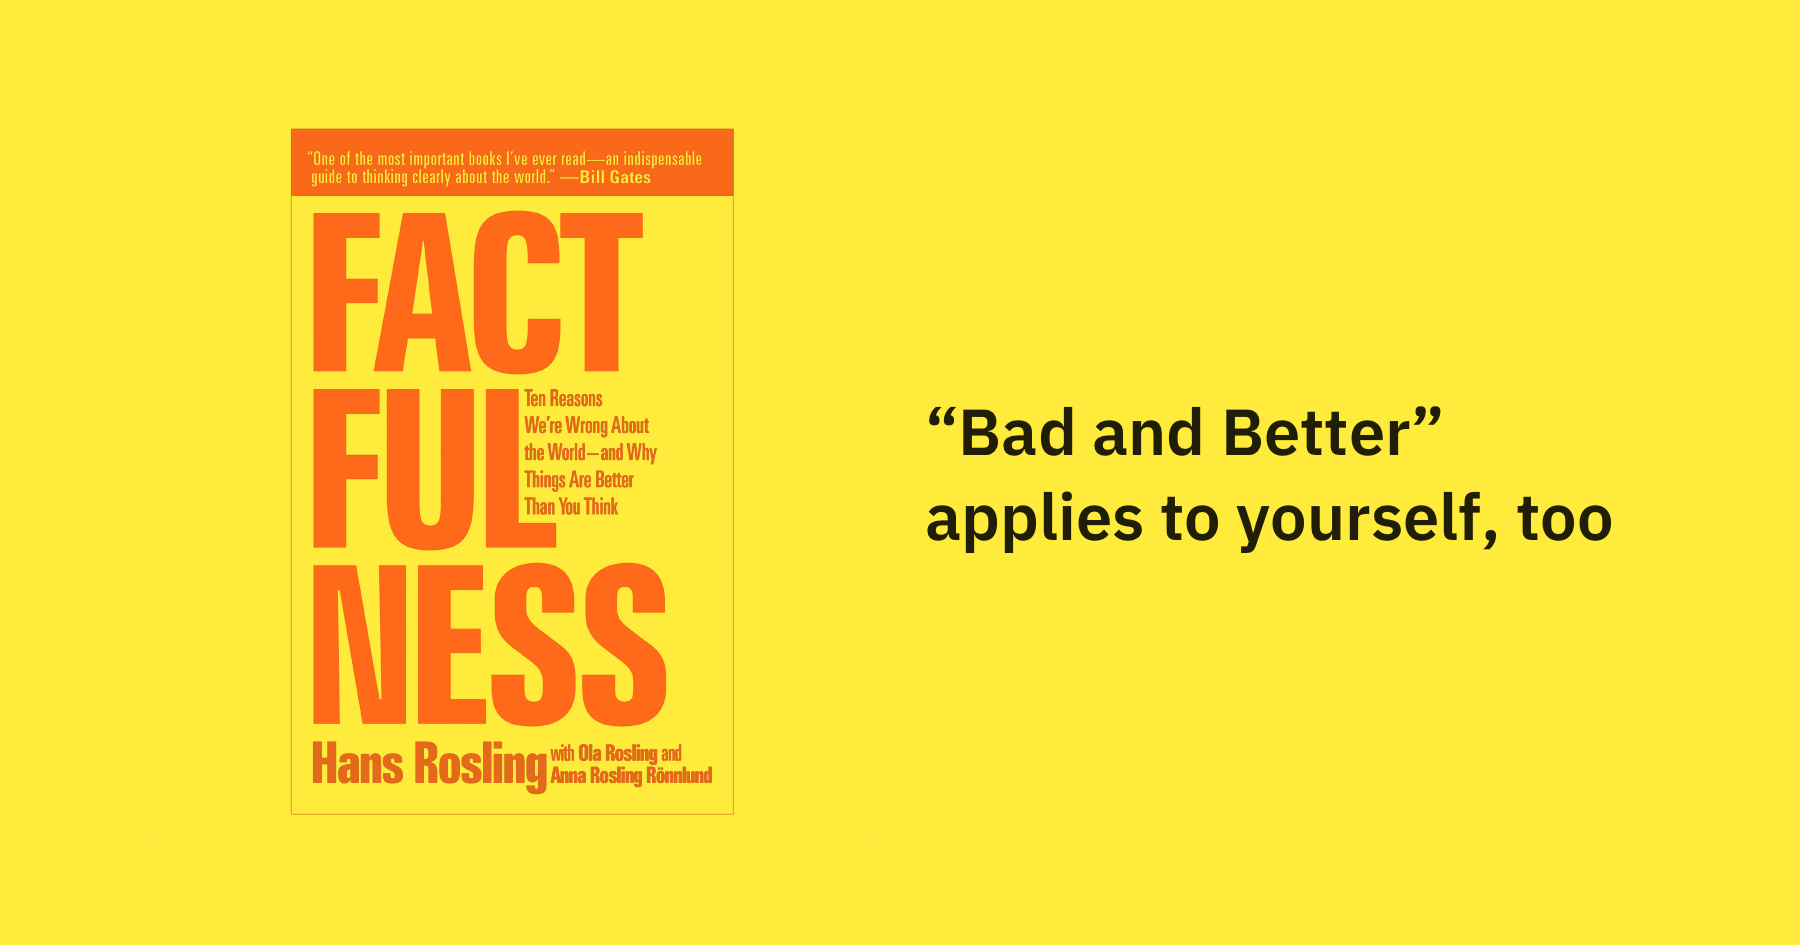 “One of the most important books I’ve ever read—an indispensable
guide to thinking clearly about the world.” —Bill Gates
FACT
FUL
Ten Reasons
We’re Wrong About
the World—and Why
Things Are Better
Than You Think
NESS
Hans Rosling with Ola Rosling and
Anna Rosling Rönnlund
“Bad and Better”
applies to yourself, too